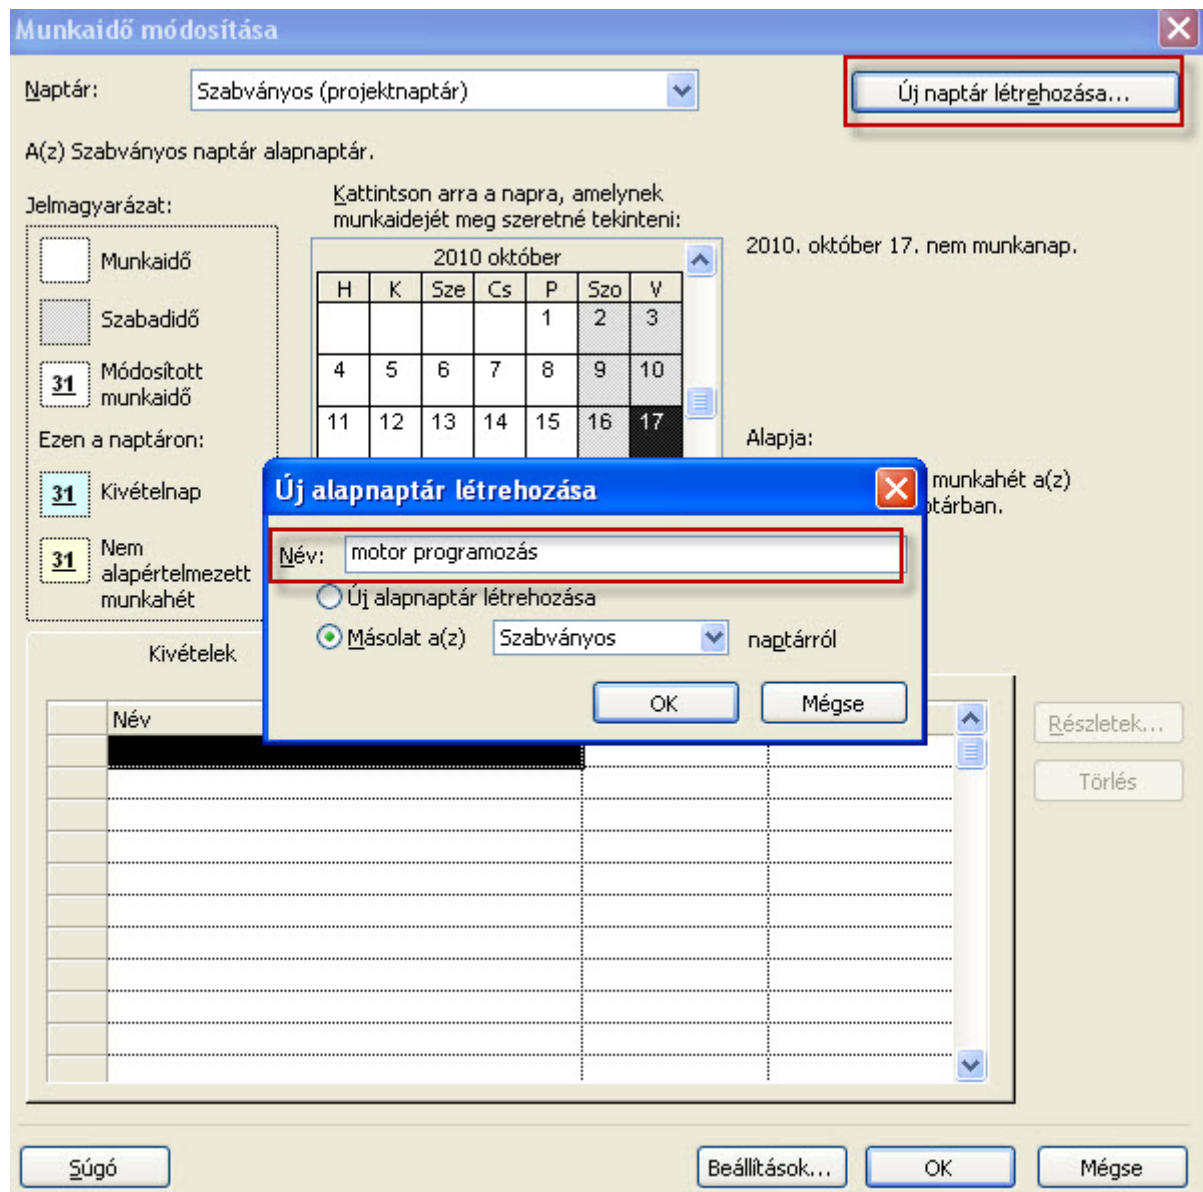 Munkaidő módosítása
Naptár: Szabványos (projektnaptár) Új naptár létrehozása...
A(z) Szabványos naptár alapnaptár.
Jelmagyarázat:
Munkaidő
Szabadidő
31 Módosított
munkaidő
Ezen a naptáron:
31 Kivételnap
31 Nem
alapértelmezett
munkahét
Kattintson arra a napra, amelynek
munkaidejét meg szeretné tekinteni:
2010 október
H K Sze Cs P Szo V
1 2 3
4 5 6 7 8 9 10
11 12 13 14 15 16 17
2010. október 17. nem munkanap.
Alapja:
munkahét a(z)
Új alapnaptár létrehozása
Név: motor programozás
Új alapnaptár létrehozása
Másolat a(z) Szabványos naptárról
OK Mégse
Kivételek
Név
Részletek...
Törlés
Súgó Beállítások... OK Mégse